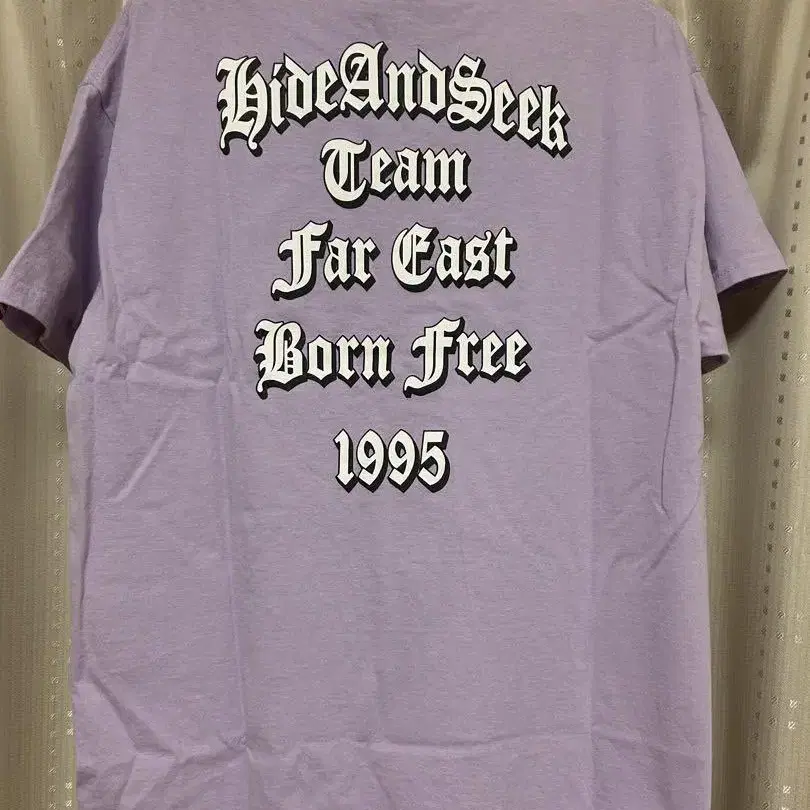 HideAndSeek
Team
Far East
Born Free
1995